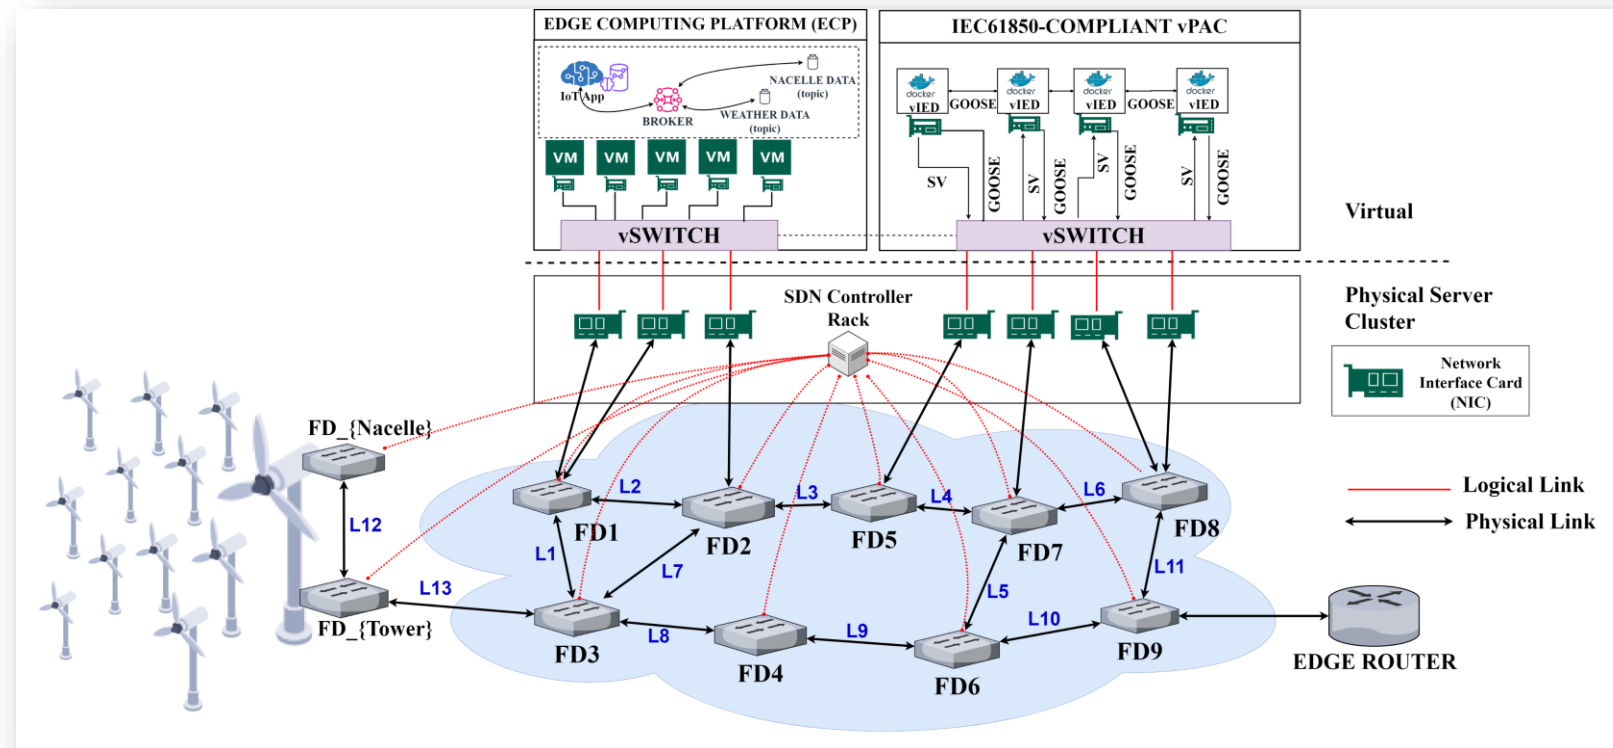 EDGE COMPUTING PLATFORM (ECP)
IoT App
BROKER
NACELLE DATA
(topic)
WEATHER DATA
(topic)
VM
VM
VM
VM
VM
vSWITCH
IEC61850-COMPLIANT vPAC
docker
vIED
GOOSE
docker
vIED
docker
vIED
GOOSE
docker
vIED
SV
GOOSE
SV
GOOSE
SV
GOOSE
SV
GOOSE
vSWITCH
Virtual
SDN Controller
Rack
Physical Server
Cluster
Network
Interface Card
(NIC)
FD_{Nacelle}
L12
FD_{Tower}
L13
FD1
L2
FD2
L3
FD5
L4
FD7
L6
FD8
L1
L7
L5
L11
FD3
L8
FD4
L9
FD6
L10
FD9
EDGE ROUTER
Logical Link
Physical Link